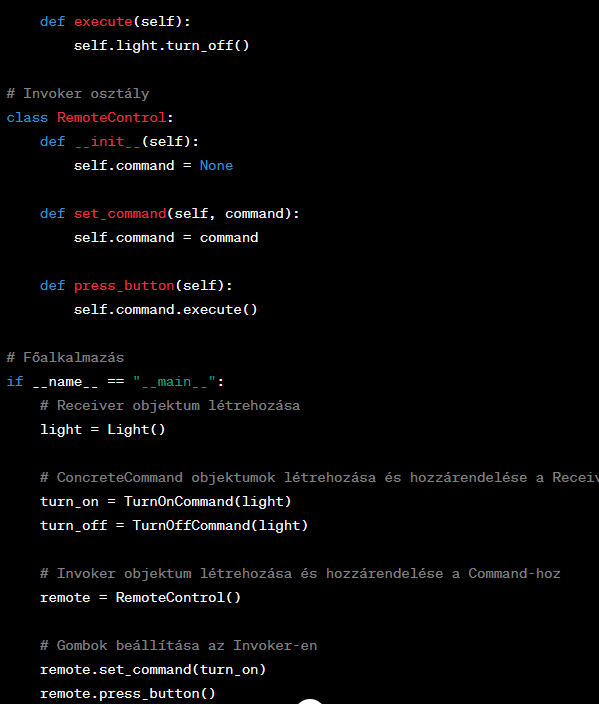 def execute(self):
        self.light.turn_off()

# Invoker osztály
class RemoteControl:
    def __init__(self):
        self.command = None

    def set_command(self, command):
        self.command = command

    def press_button(self):
        self.command.execute()

# Főalkalmazás
if __name__ == "__main__":
    # Receiver objektum létrehozása
    light = Light()

    # ConcreteCommand objektumok létrehozása és hozzárendelése a Receiv
    turn_on = TurnOnCommand(light)
    turn_off = TurnOffCommand(light)

    # Invoker objektum létrehozása és hozzárendelése a Command-hoz
    remote = RemoteControl()

    # Gombok beállítása az Invoker-en
    remote.set_command(turn_on)
    remote.press_button()